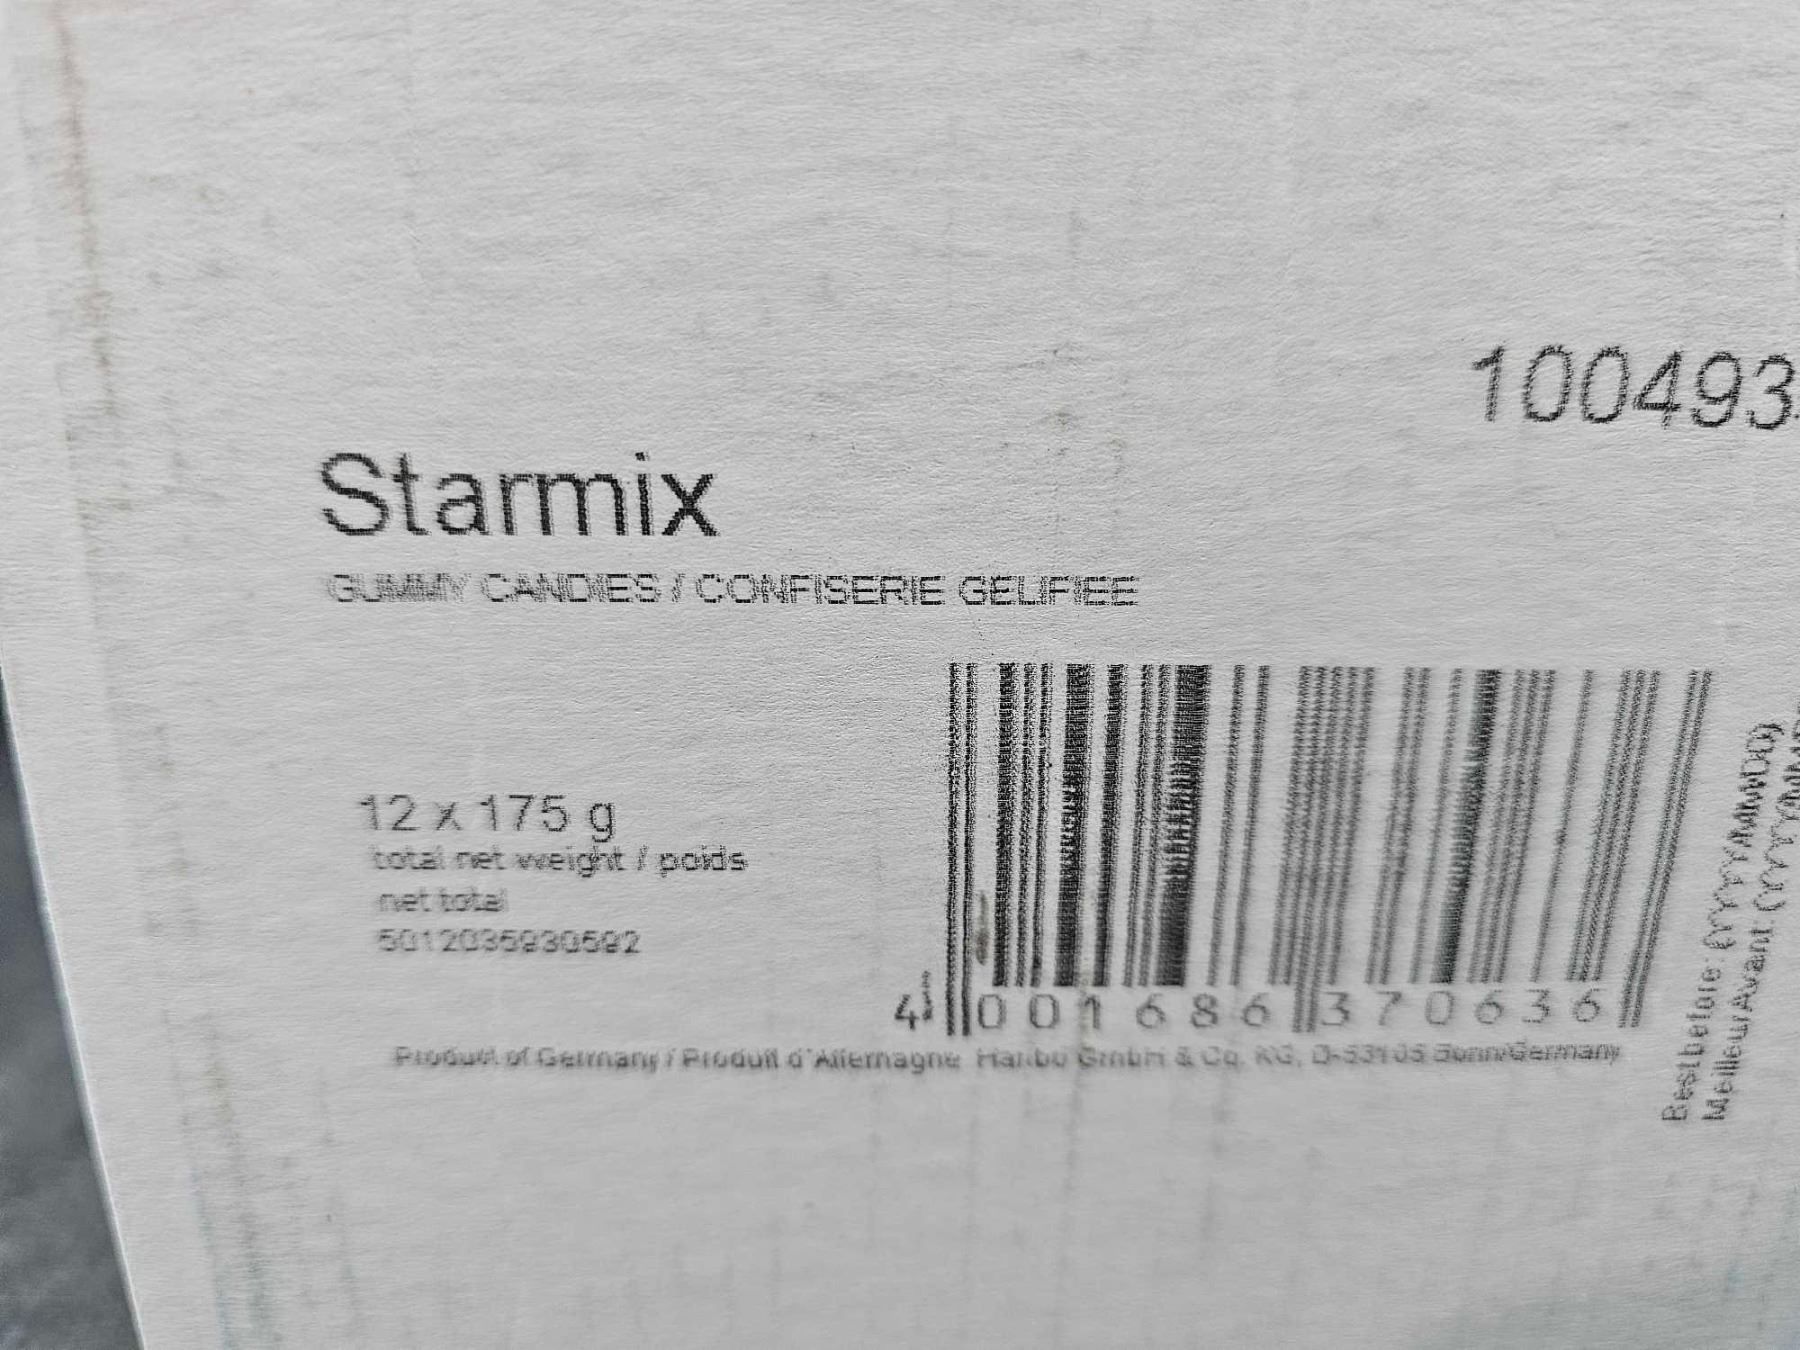 100493
Starmix
GUMMY CANDIES / CONFISERIE GELIFIEE
12 x 175 g
total net weight / poids
net total
5012035930592
4 001686 370636
Product of Germany / Produit d'Allemagne Haribo GmbH & Co. KG, D-53105 Bonn/Germany
Best before:
Meilleur Avant